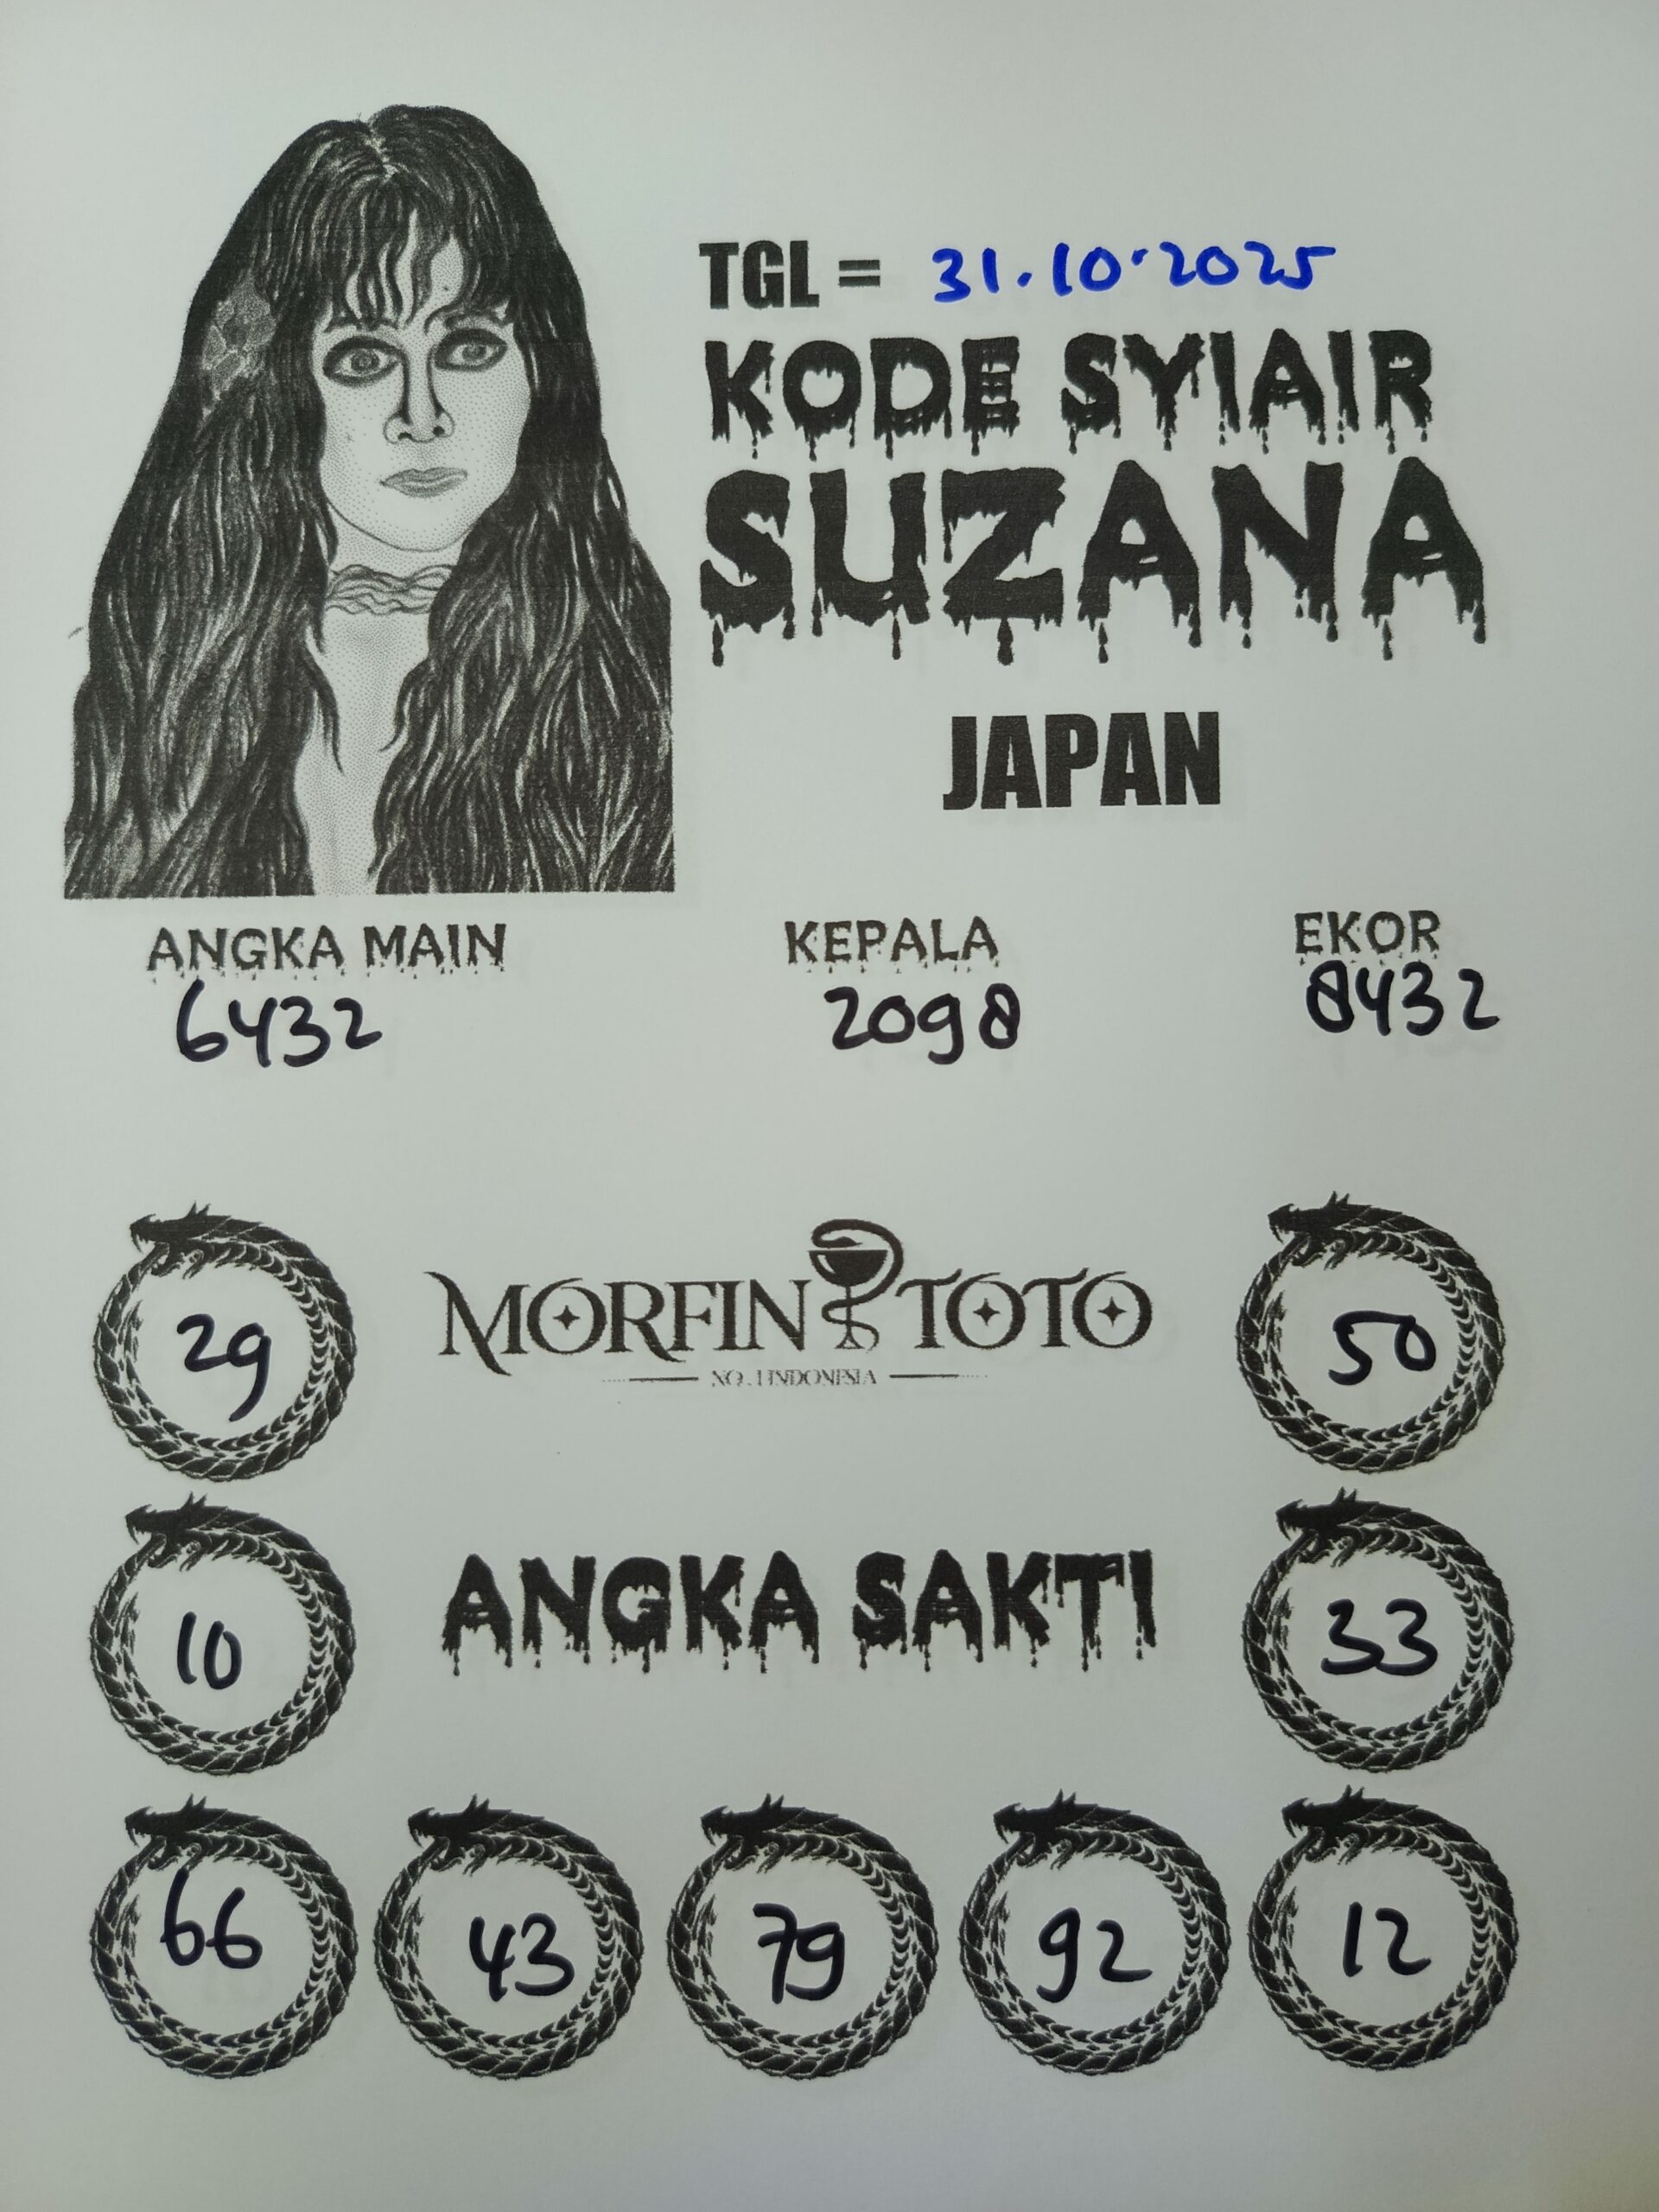 TGL = 31.10.2025
KODE SYIAIR
SUZANA
JAPAN
ANGKA MAIN KEPALA EKOR
6432 2098 8432
MORFIN TOTO
NO.1 INDONESIA
29 50
ANGKA SAKTI
10 33
66 43 79 92 12